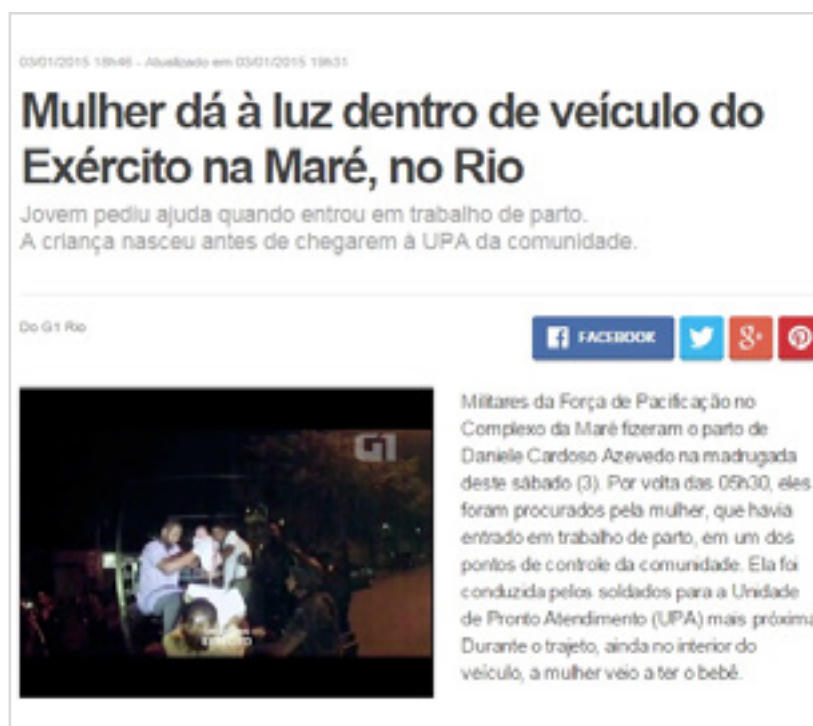 03/01/2015 18h46 - Atualizado em 03/01/2015 19h31
Mulher dá à luz dentro de veículo do
Exército na Maré, no Rio
Jovem pediu ajuda quando entrou em trabalho de parto.
A criança nasceu antes de chegarem à UPA da comunidade.
Do G1 Rio
FACEBOOK
G1
Militares da Força de Pacificação no
Complexo da Maré fizeram o parto de
Daniele Cardoso Azevedo na madrugada
deste sábado (3). Por volta das 05h30, eles
foram procurados pela mulher, que havia
entrado em trabalho de parto, em um dos
pontos de controle da comunidade. Ela foi
conduzida pelos soldados para a Unidade
de Pronto Atendimento (UPA) mais próxima
Durante o trajeto, ainda no interior do
veículo, a mulher veio a ter o bebê.